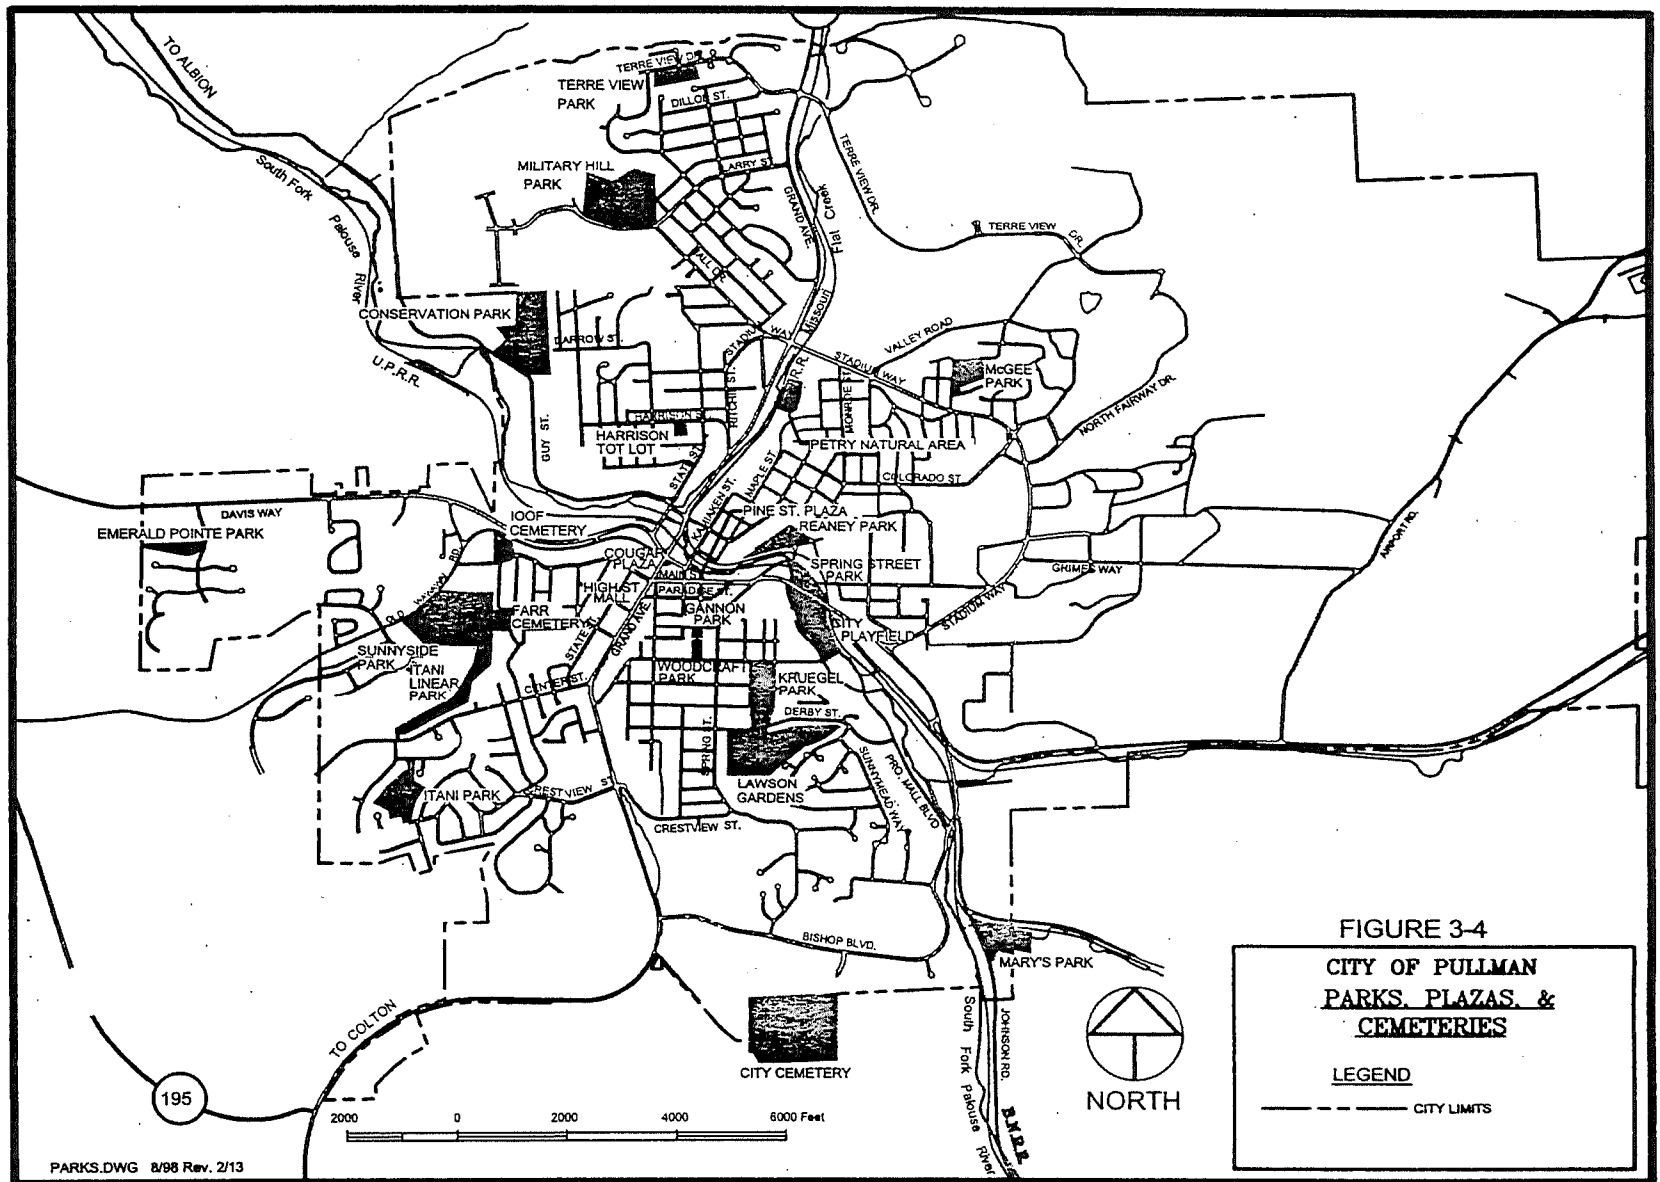 TO ALBION
TERRE VIEW DR.
TERRE VIEW
PARK
DILLON ST.
South Fork
Palouse
River
MILITARY HILL
PARK
LARRY ST.
TERRE VIEW DR.
GRAND AVE.
Flat Creek
Missouri
TERRE VIEW DR.
HALL DR.
CONSERVATION PARK
U.P.R.R.
DARROW ST.
STADIUM WAY
VALLEY ROAD
STADIUM WAY
McGEE
PARK
NORTH FAIRWAY DR.
RITCHIE ST.
MONROE ST.
GUY ST.
HARRISON ST.
HARRISON
TOT LOT
PETRY NATURAL AREA
STATE ST.
MAPLE ST.
COLORADO ST.
KAMIAKEN ST.
DAVIS WAY
IOOF
CEMETERY
PINE ST. PLAZA
REANEY PARK
EMERALD POINTE PARK
COUGAR
PLAZA
SPRING STREET
PARK
GRIMES WAY
AIRPORT RD.
OLD WAWAWAI RD.
MAIN ST.
HIGH ST.
MALL
PARADISE ST.
FARR
CEMETERY
GANNON
PARK
CITY
PLAYFIELD
STADIUM WAY
STATE ST.
GRAND AVE.
SUNNYSIDE
PARK
ITANI
LINEAR
PARK
WOODCRAFT
PARK
KRUEGEL
PARK
CENTER ST.
DERBY ST.
SPRING ST.
SUNNYMEAD WAY
PRO. MALL BLVD
LAWSON
GARDENS
ITANI PARK
CRESTVIEW ST.
CRESTVIEW ST.
BISHOP BLVD.
MARY'S PARK
TO COLTON
CITY CEMETERY
South Fork Palouse River
JOHNSON RD.
B.N.R.R.
NORTH
195
2000 0 2000 4000 6000 Feet
PARKS.DWG 8/98 Rev. 2/13
FIGURE 3-4
CITY OF PULLMAN
PARKS, PLAZAS, &
CEMETERIES
LEGEND
CITY LIMITS